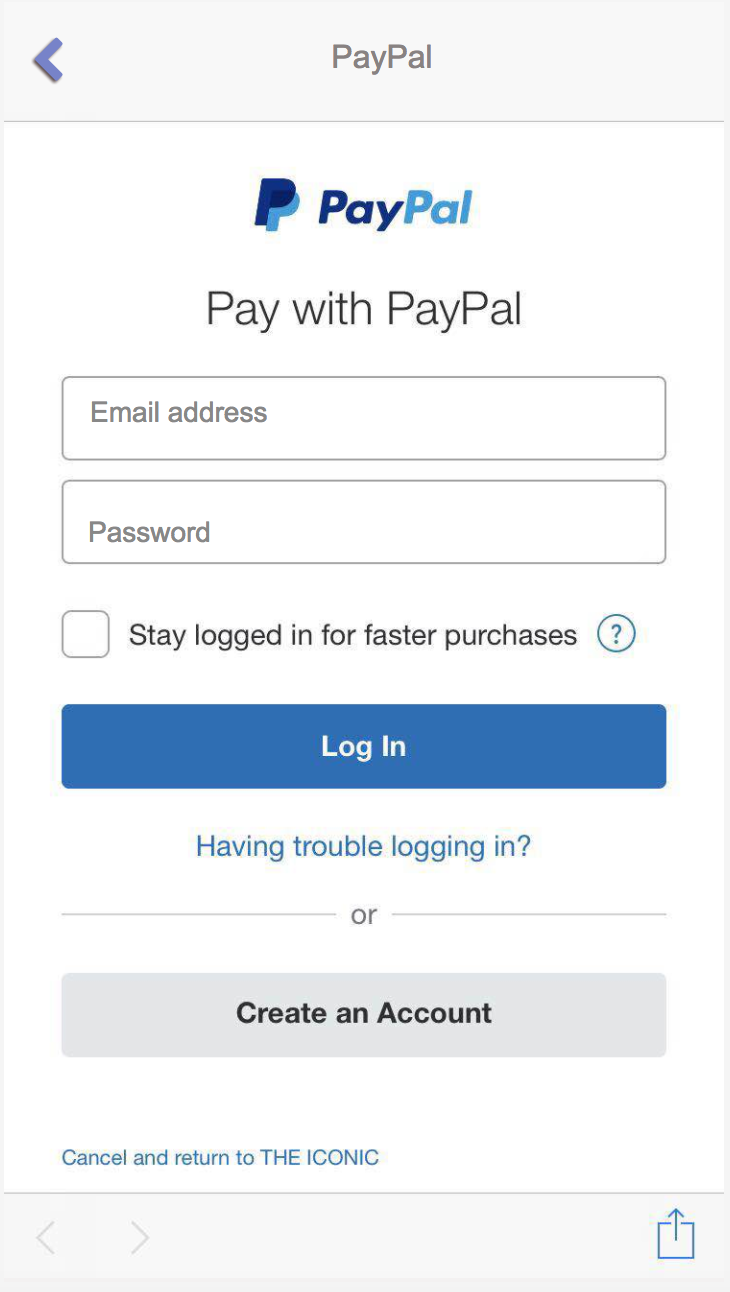 PayPal
PayPal
Pay with PayPal
Email address
Password
Stay logged in for faster purchases ?
Log In
Having trouble logging in?
or
Create an Account
Cancel and return to THE ICONIC